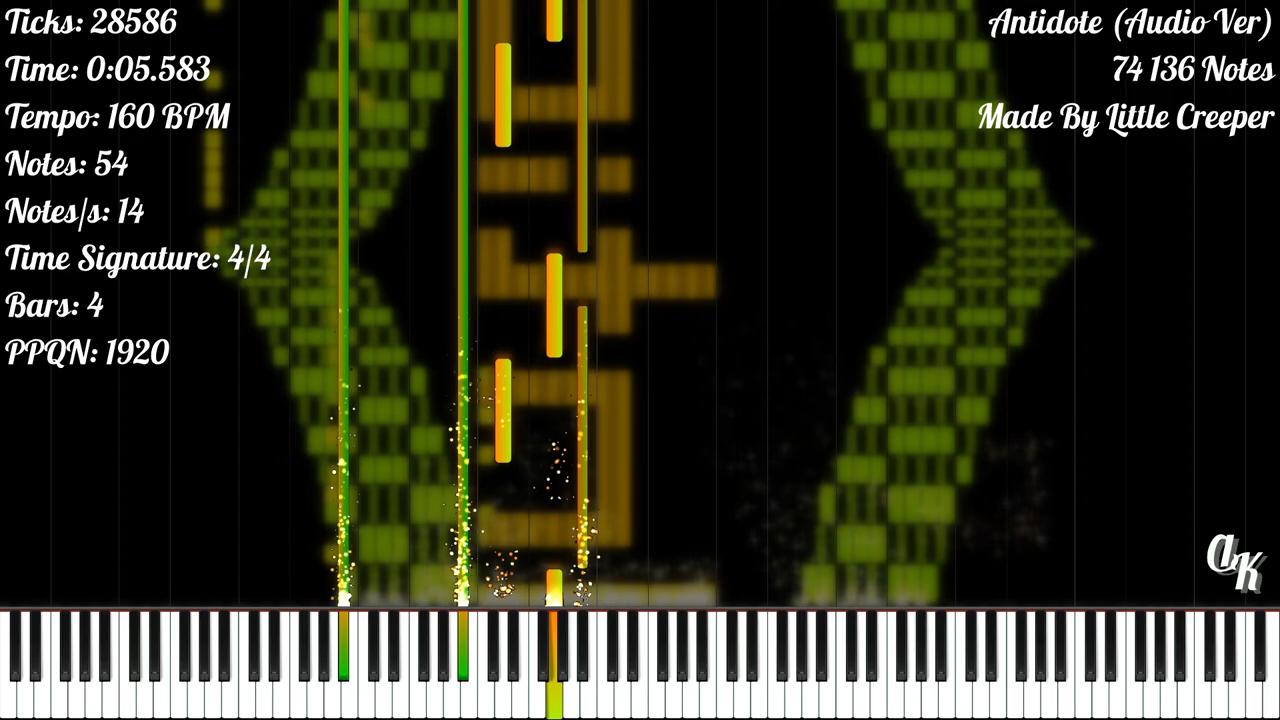 Ticks: 28586
Time: 0:05.583
Tempo: 160 BPM
Notes: 54
Notes/s: 14
Time Signature: 4/4
Bars: 4
PPQN: 1920
Antidote (Audio Ver)
74 136 Notes
Made By Little Creeper
aK